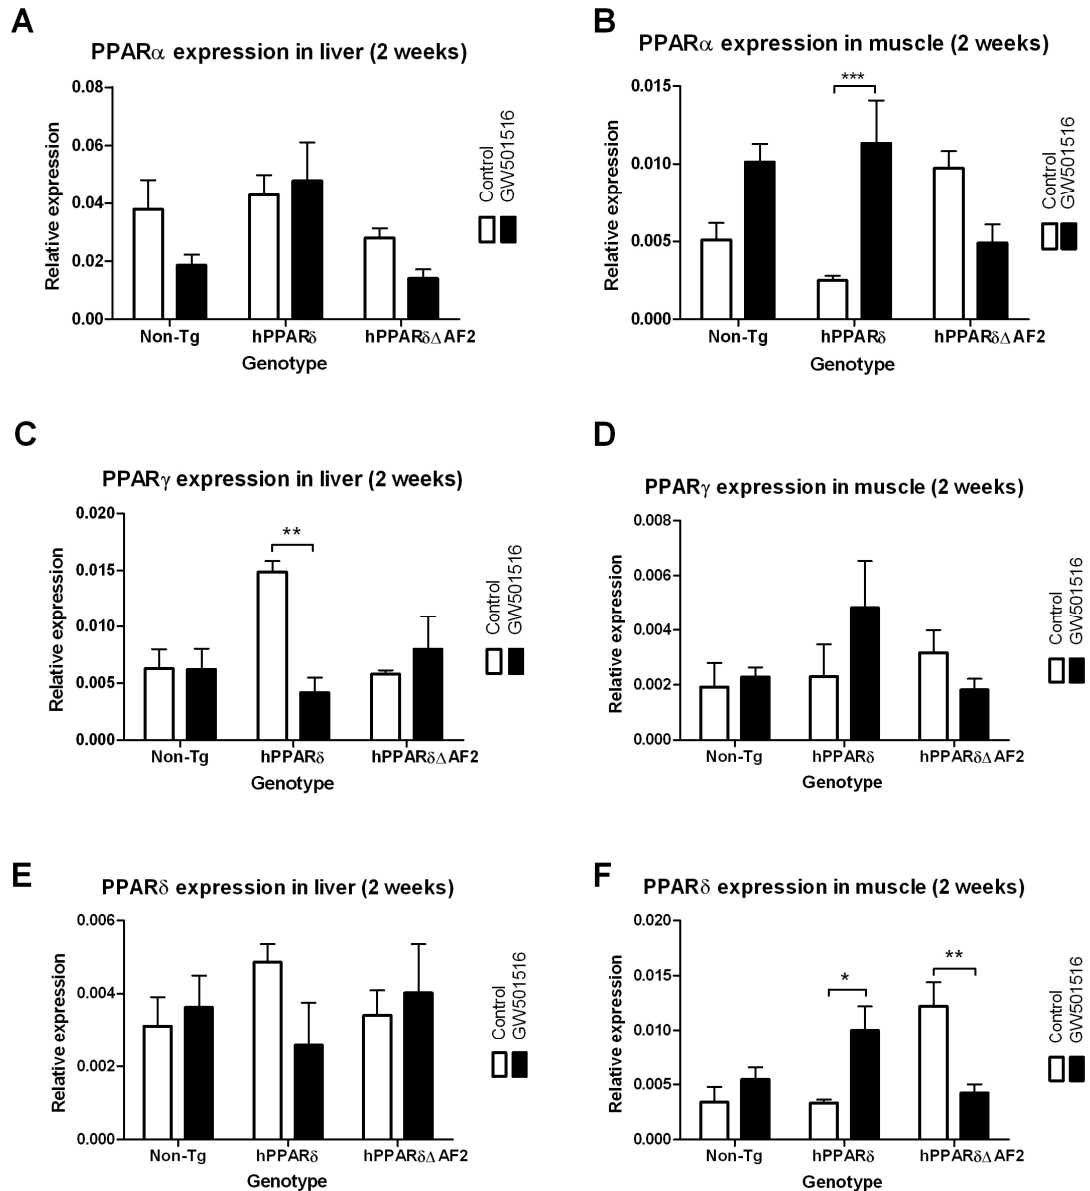 A
PPARα expression in liver (2 weeks)
Relative expression
0.08
0.06
0.04
0.02
0.00
Non-Tg
hPPARδ
hPPARδΔAF2
Genotype
Control
GW501516
B
PPARα expression in muscle (2 weeks)
Relative expression
0.015
0.010
0.005
0.000
***
Non-Tg
hPPARδ
hPPARδΔAF2
Genotype
Control
GW501516
C
PPARγ expression in liver (2 weeks)
Relative expression
0.020
0.015
0.010
0.005
0.000
**
Non-Tg
hPPARδ
hPPARδΔAF2
Genotype
Control
GW501516
D
PPARγ expression in muscle (2 weeks)
Relative expression
0.008
0.006
0.004
0.002
0.000
Non-Tg
hPPARδ
hPPARδΔAF2
Genotype
Control
GW501516
E
PPARδ expression in liver (2 weeks)
Relative expression
0.006
0.004
0.002
0.000
Non-Tg
hPPARδ
hPPARδΔAF2
Genotype
Control
GW501516
F
PPARδ expression in muscle (2 weeks)
Relative expression
0.020
0.015
0.010
0.005
0.000
*
**
Non-Tg
hPPARδ
hPPARδΔAF2
Genotype
Control
GW501516